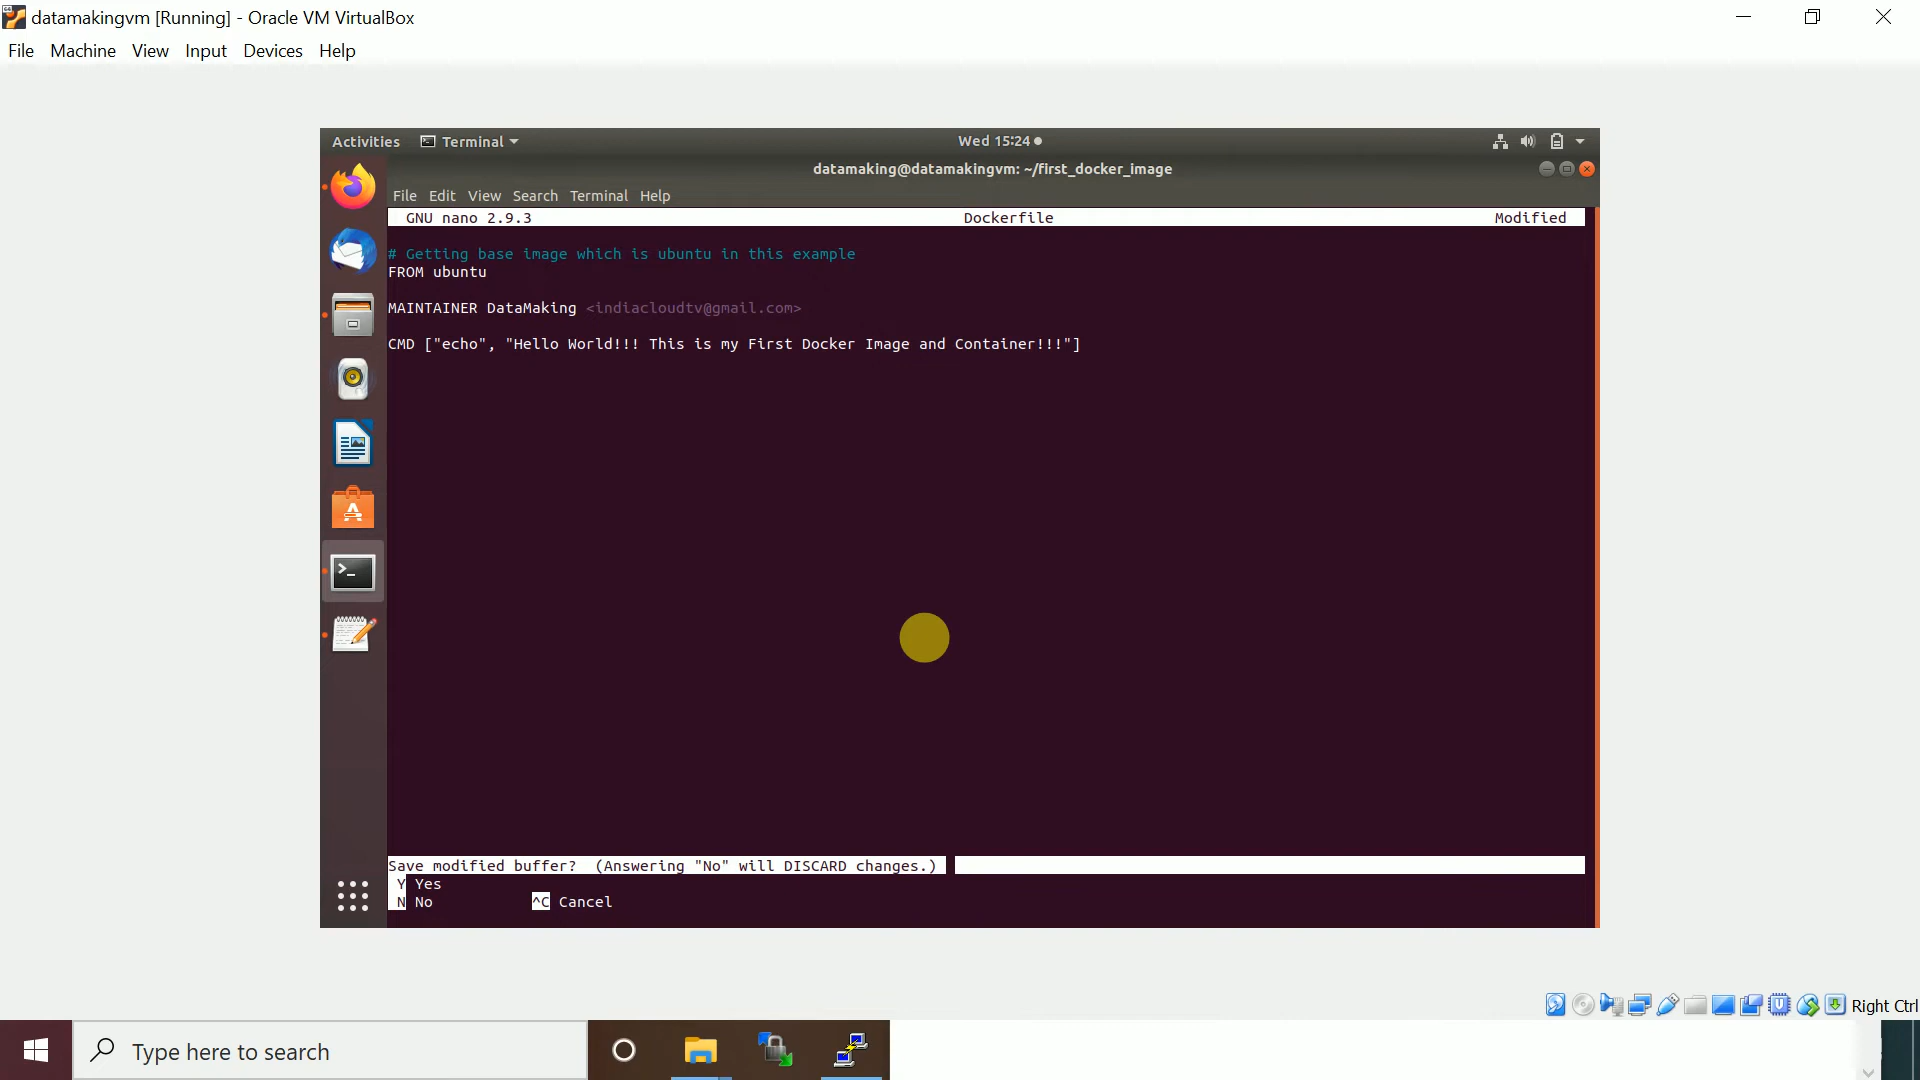 datamakingvm [Running] - Oracle VM VirtualBox
File Machine View Input Devices Help
Activities Terminal Wed 15:24
datamaking@datamakingvm: ~/first_docker_image
File Edit View Search Terminal Help
GNU nano 2.9.3 Dockerfile Modified
# Getting base image which is ubuntu in this example
FROM ubuntu
MAINTAINER DataMaking <indiacloudtv@gmail.com>
CMD ["echo", "Hello World!!! This is my First Docker Image and Container!!!"]
Save modified buffer? (Answering "No" will DISCARD changes.)
Y Yes
N No ^C Cancel
Right Ctrl
Type here to search